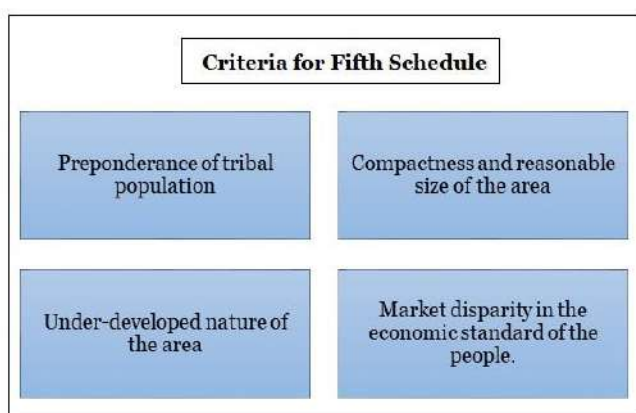 Criteria for Fifth Schedule
Preponderance of tribal
population
Compactness and reasonable
size of the area
Under-developed nature of
the area
Market disparity in the
economic standard of the
people.